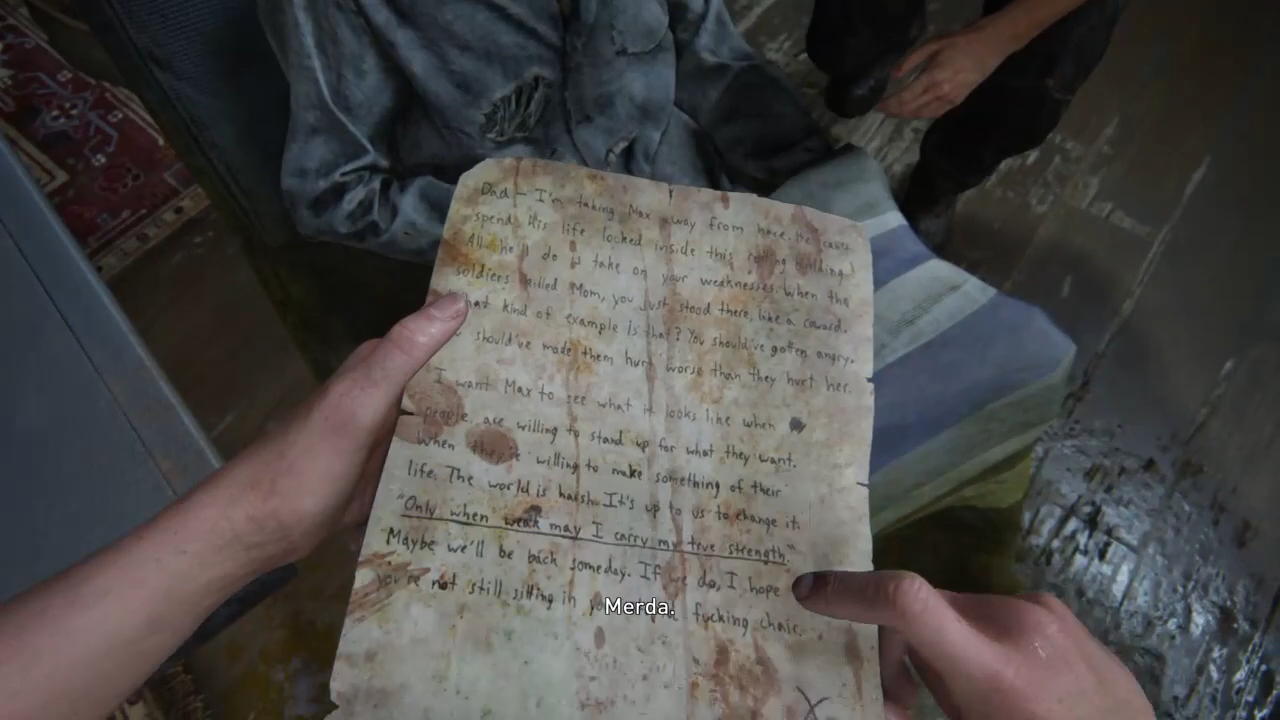 Dad – I'm taking Max away from here. He can't
spend his life locked inside this rotting building!
All he'll do is take on your weaknesses. When the
soldiers killed Mom, you just stood there, like a coward.
What kind of example is that? You should've gotten angry.
should've made them hurt worse than they hurt her.
I want Max to see what it looks like when
people are willing to stand up for what they want.
When they're willing to make something of their
life. The world is harsh. It's up to us to change it.
"Only when weak may I carry my true strength."
Maybe we'll be back someday. If we do, I hope
you're not still sitting in fucking chair.
Merda.